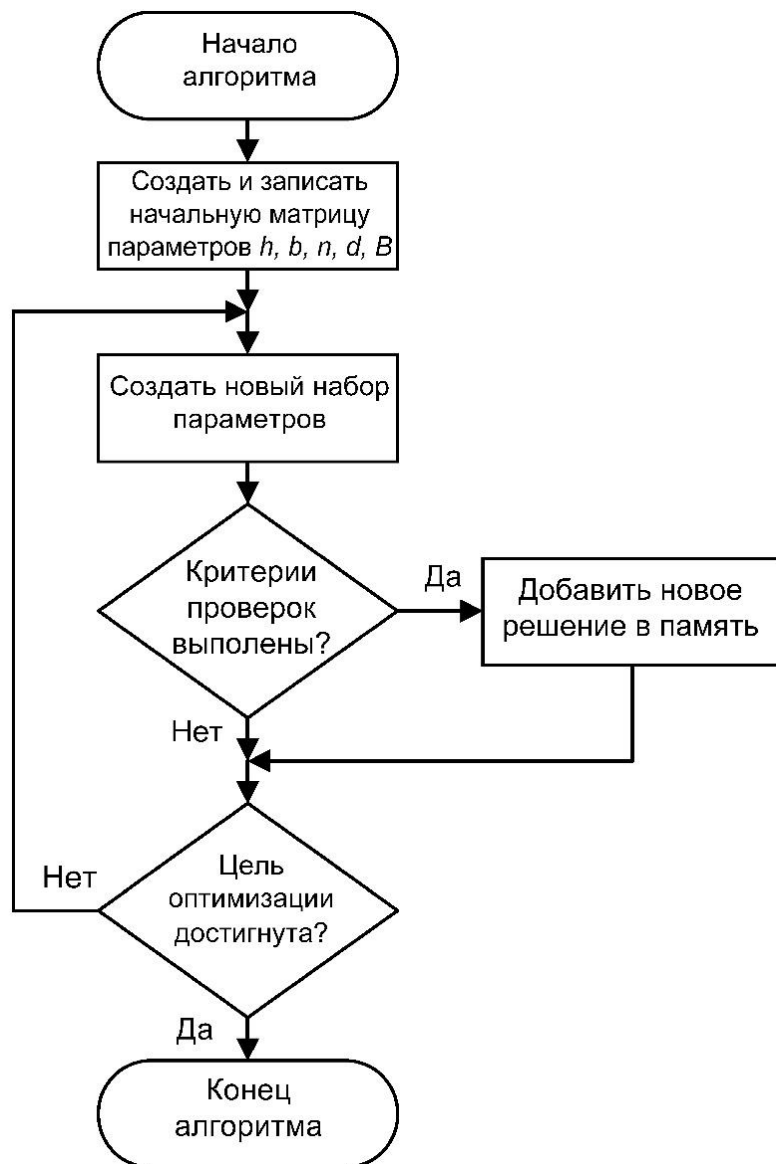 Начало
алгоритма
Создать и записать
начальную матрицу
параметров h, b, n, d, B
Создать новый набор
параметров
Критерии
проверок
выполены?
Да
Добавить новое
решение в память
Нет
Цель
оптимизации
достигнута?
Нет
Да
Конец
алгоритма